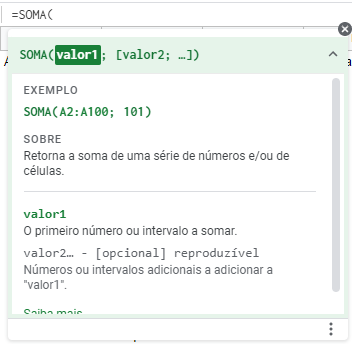 =SOMA(
SOMA(valor1; [valor2; …])
EXEMPLO
SOMA(A2:A100; 101)
SOBRE
Retorna a soma de uma série de números e/ou de
células.
valor1
O primeiro número ou intervalo a somar.
valor2… - [opcional] reproduzível
Números ou intervalos adicionais a adicionar a
"valor1".
Saiba mais